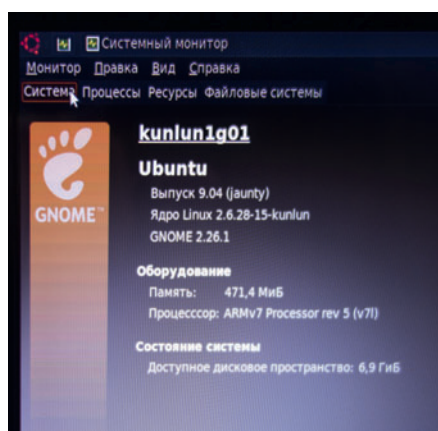 Системный монитор
Монитор Правка Вид Справка
Система Процессы Ресурсы Файловые системы
kunlun1g01
Ubuntu
Выпуск 9.04 (jaunty)
Ядро Linux 2.6.28-15-kunlun
GNOME 2.26.1
GNOME™
Оборудование
Память: 471,4 МиБ
Процесссор: ARMv7 Processor rev 5 (v7l)
Состояние системы
Доступное дисковое пространство: 6,9 ГиБ